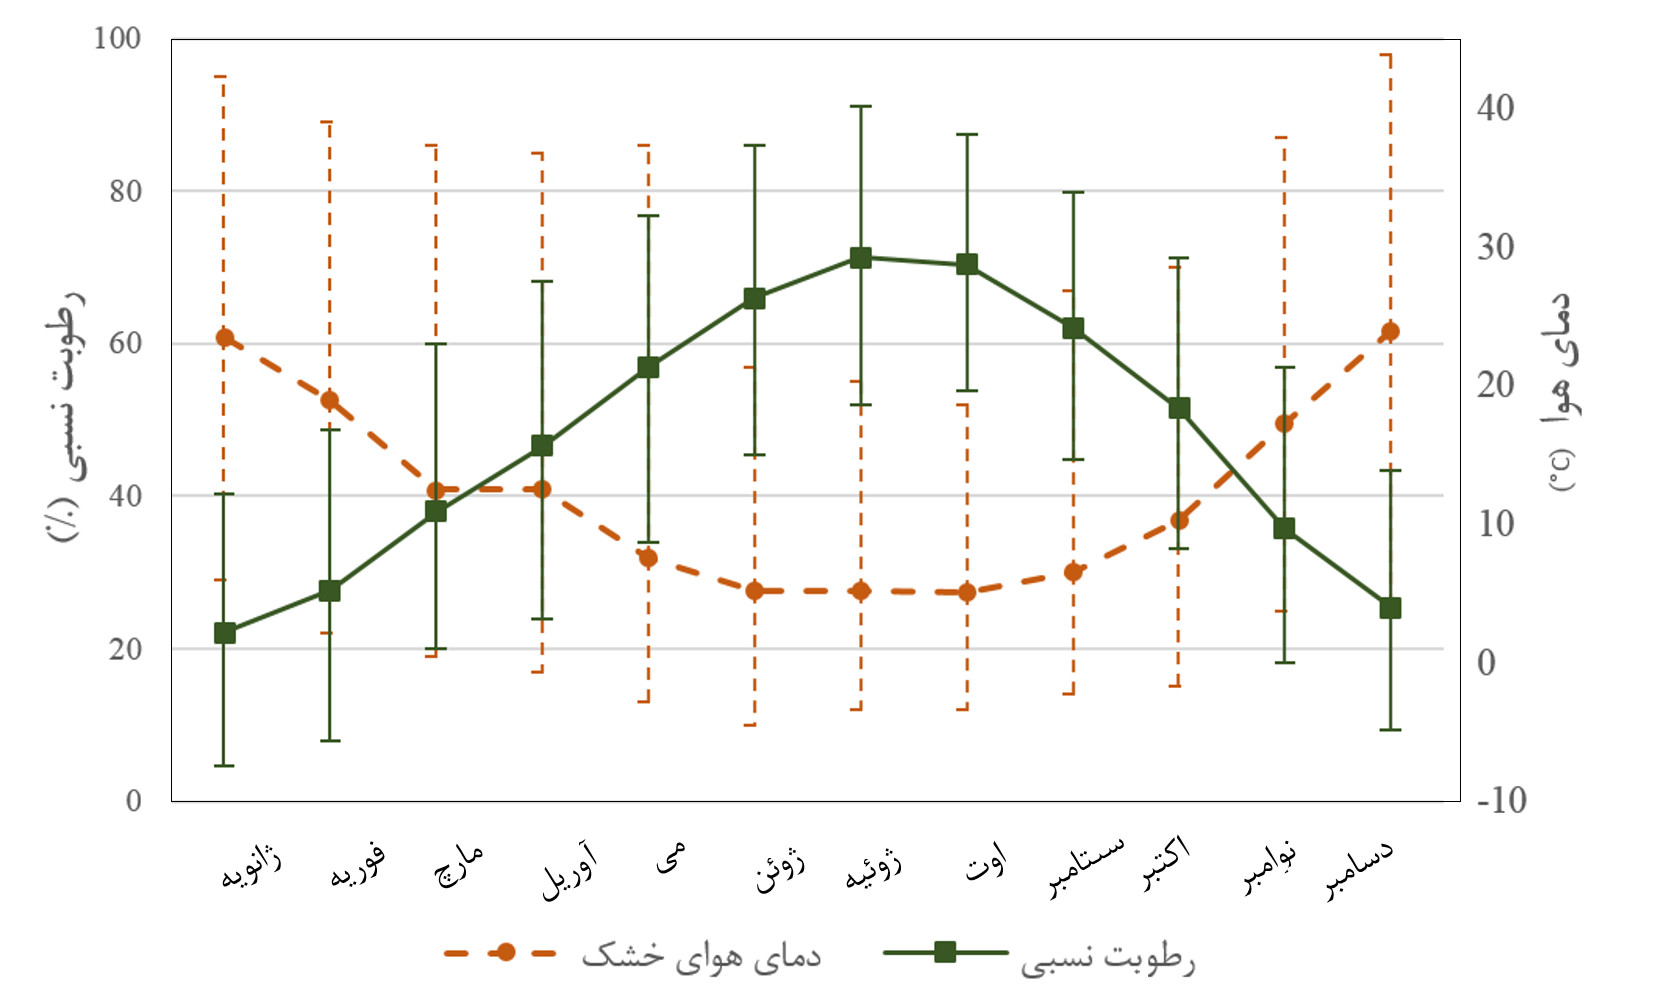 100
80
60
40
20
0
رطوبت نسبی (٪)
40
30
20
10
0
-10
دمای هوا (°C)
ژانویه
فوریه
مارچ
آوریل
می
ژوئن
ژوئیه
اوت
سپتامبر
اکتبر
نوامبر
دسامبر
دمای هوای خشک
رطوبت نسبی